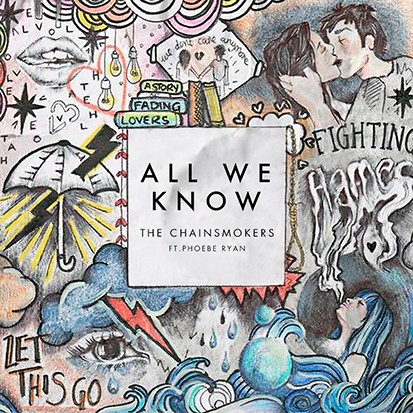 we don't care anymore
A STORY
FADING
LOVERS
FIGHTING
flames
ALL WE
KNOW
THE CHAINSMOKERS
FT. PHOEBE RYAN
LET
THIS GO